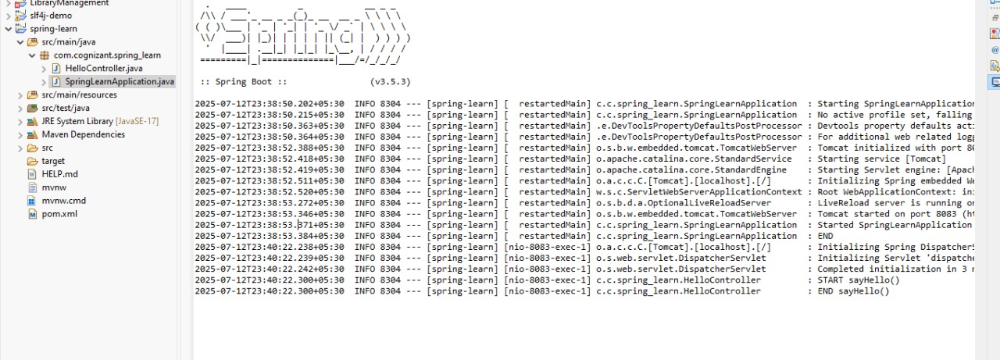 LibraryManagement
slf4j-demo
spring-learn
src/main/java
com.cognizant.spring_learn
HelloController.java
SpringLearnApplication.java
src/main/resources
src/test/java
JRE System Library [JavaSE-17]
Maven Dependencies
src
target
HELP.md
mvnw
mvnw.cmd
pom.xml
:: Spring Boot :: (v3.5.3)
2025-07-12T23:38:50.202+05:30 INFO 8304 --- [spring-learn] [ restartedMain] c.c.spring_learn.SpringLearnApplication : Starting SpringLearnApplication
2025-07-12T23:38:50.215+05:30 INFO 8304 --- [spring-learn] [ restartedMain] c.c.spring_learn.SpringLearnApplication : No active profile set, falling
2025-07-12T23:38:50.363+05:30 INFO 8304 --- [spring-learn] [ restartedMain] .e.DevToolsPropertyDefaultsPostProcessor : Devtools property defaults acti
2025-07-12T23:38:50.364+05:30 INFO 8304 --- [spring-learn] [ restartedMain] .e.DevToolsPropertyDefaultsPostProcessor : For additional web related logg
2025-07-12T23:38:52.388+05:30 INFO 8304 --- [spring-learn] [ restartedMain] o.s.b.w.embedded.tomcat.TomcatWebServer : Tomcat initialized with port 80
2025-07-12T23:38:52.418+05:30 INFO 8304 --- [spring-learn] [ restartedMain] o.apache.catalina.core.StandardService : Starting service [Tomcat]
2025-07-12T23:38:52.419+05:30 INFO 8304 --- [spring-learn] [ restartedMain] o.apache.catalina.core.StandardEngine : Starting Servlet engine: [Apac
2025-07-12T23:38:52.511+05:30 INFO 8304 --- [spring-learn] [ restartedMain] o.a.c.c.C.[Tomcat].[localhost].[/] : Initializing Spring embedded We
2025-07-12T23:38:52.520+05:30 INFO 8304 --- [spring-learn] [ restartedMain] w.s.c.ServletWebServerApplicationContext : Root WebApplicationContext: ini
2025-07-12T23:38:53.272+05:30 INFO 8304 --- [spring-learn] [ restartedMain] o.s.b.d.a.OptionalLiveReloadServer : LiveReload server is running on
2025-07-12T23:38:53.346+05:30 INFO 8304 --- [spring-learn] [ restartedMain] o.s.b.w.embedded.tomcat.TomcatWebServer : Tomcat started on port 8083 (ht
2025-07-12T23:38:53.371+05:30 INFO 8304 --- [spring-learn] [ restartedMain] c.c.spring_learn.SpringLearnApplication : Started SpringLearnApplication
2025-07-12T23:38:53.384+05:30 INFO 8304 --- [spring-learn] [ restartedMain] c.c.spring_learn.SpringLearnApplication : END
2025-07-12T23:40:22.238+05:30 INFO 8304 --- [spring-learn] [nio-8083-exec-1] o.a.c.c.C.[Tomcat].[localhost].[/] : Initializing Spring DispatcherS
2025-07-12T23:40:22.239+05:30 INFO 8304 --- [spring-learn] [nio-8083-exec-1] o.s.web.servlet.DispatcherServlet : Initializing Servlet 'dispatche
2025-07-12T23:40:22.242+05:30 INFO 8304 --- [spring-learn] [nio-8083-exec-1] o.s.web.servlet.DispatcherServlet : Completed initialization in 3 m
2025-07-12T23:40:22.300+05:30 INFO 8304 --- [spring-learn] [nio-8083-exec-1] c.c.spring_learn.HelloController : START sayHello()
2025-07-12T23:40:22.300+05:30 INFO 8304 --- [spring-learn] [nio-8083-exec-1] c.c.spring_learn.HelloController : END sayHello()